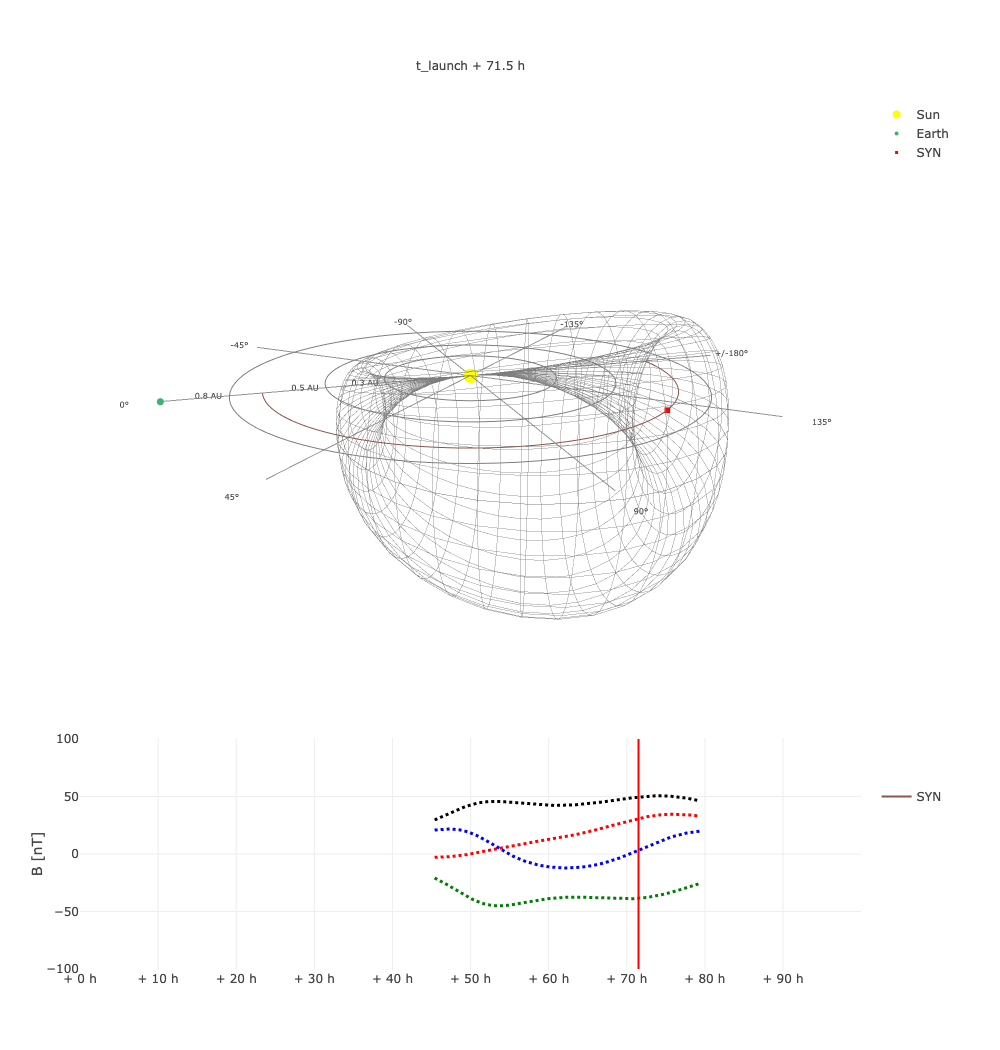 t_launch + 71.5 h
Sun
Earth
SYN
-90°
-135°
-45°
+/-180°
0.3 AU
0.5 AU
0.8 AU
0°
135°
45°
90°
100
50
0
−50
−100
B [nT]
+ 0 h
+ 10 h
+ 20 h
+ 30 h
+ 40 h
+ 50 h
+ 60 h
+ 70 h
+ 80 h
+ 90 h
SYN